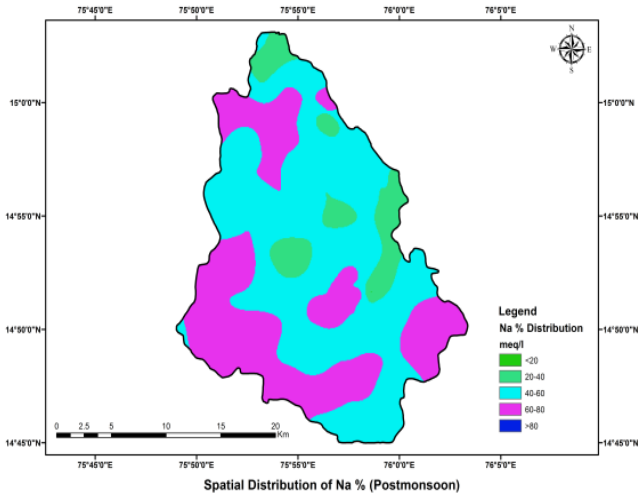 75°45'0"E 75°50'0"E 75°55'0"E 76°0'0"E 76°5'0"E
N
W E
S
15°0'0"N 15°0'0"N
14°55'0"N 14°55'0"N
14°50'0"N 14°50'0"N
14°45'0"N 14°45'0"N
Legend
Na % Distribution
meq/l
<20
20-40
40-60
60-80
>80
0 2.5 5 10 15 20
Km
75°45'0"E 75°50'0"E 75°55'0"E 76°0'0"E 76°5'0"E
Spatial Distribution of Na % (Postmonsoon)